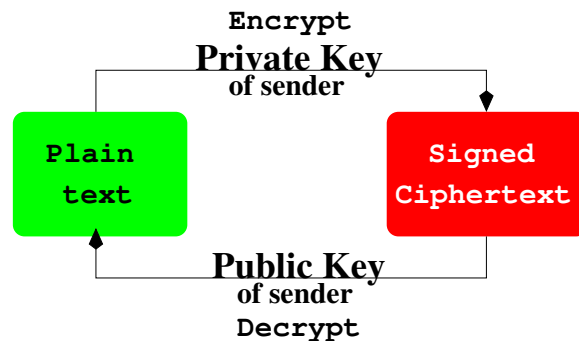 Encrypt
Private Key
of sender
Plain
text
Signed
Ciphertext
Public Key
of sender
Decrypt